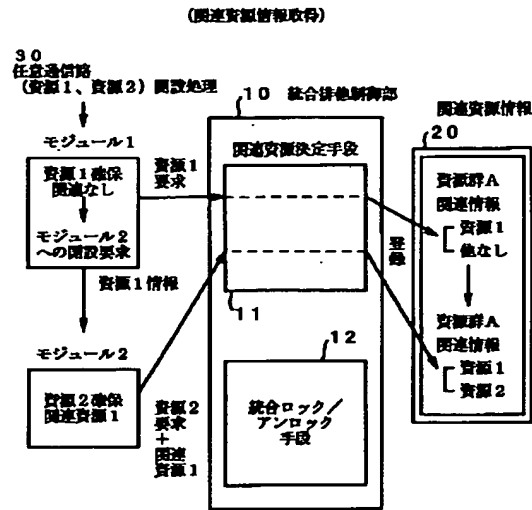 (関連資源情報取得)
30
任意通信路
(資源1、資源2)開設処理
モジュール1
資源1確保
関連なし
モジュール2
への開設要求
資源1情報
モジュール2
資源2確保
関連資源1
資源1
要求
資源2
要求
+
関連
資源1
10 統合排他制御部
関連資源決定手段
11
12
統合ロック/
アンロック
手段
登録
関連資源情報
20
資源群A
関連情報
資源1
他なし
資源群A
関連情報
資源1
資源2